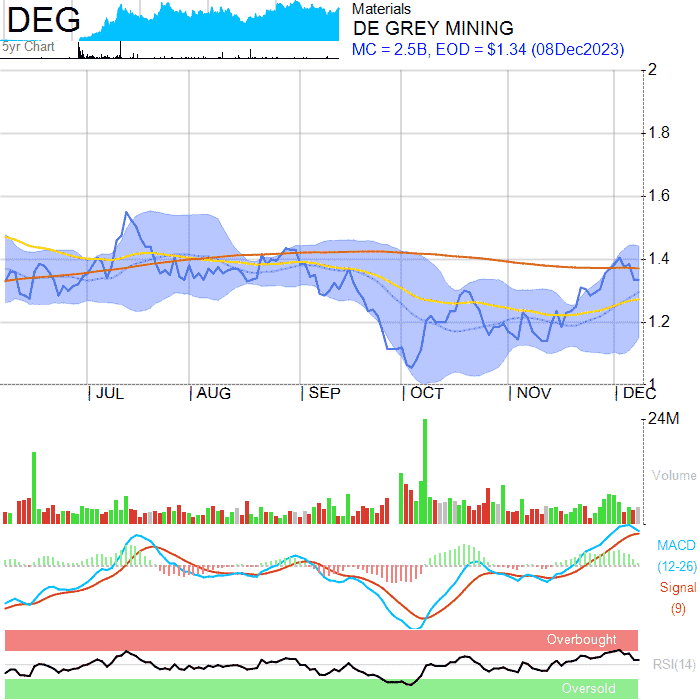 DEG
5yr Chart
Materials
DE GREY MINING
MC = 2.5B, EOD = $1.34 (08Dec2023)
2
1.8
1.6
1.4
1.2
1
| JUL | AUG | SEP | OCT | NOV | DEC
24M
Volume
MACD
(12-26)
Signal
(9)
Overbought
RSI(14)
Oversold